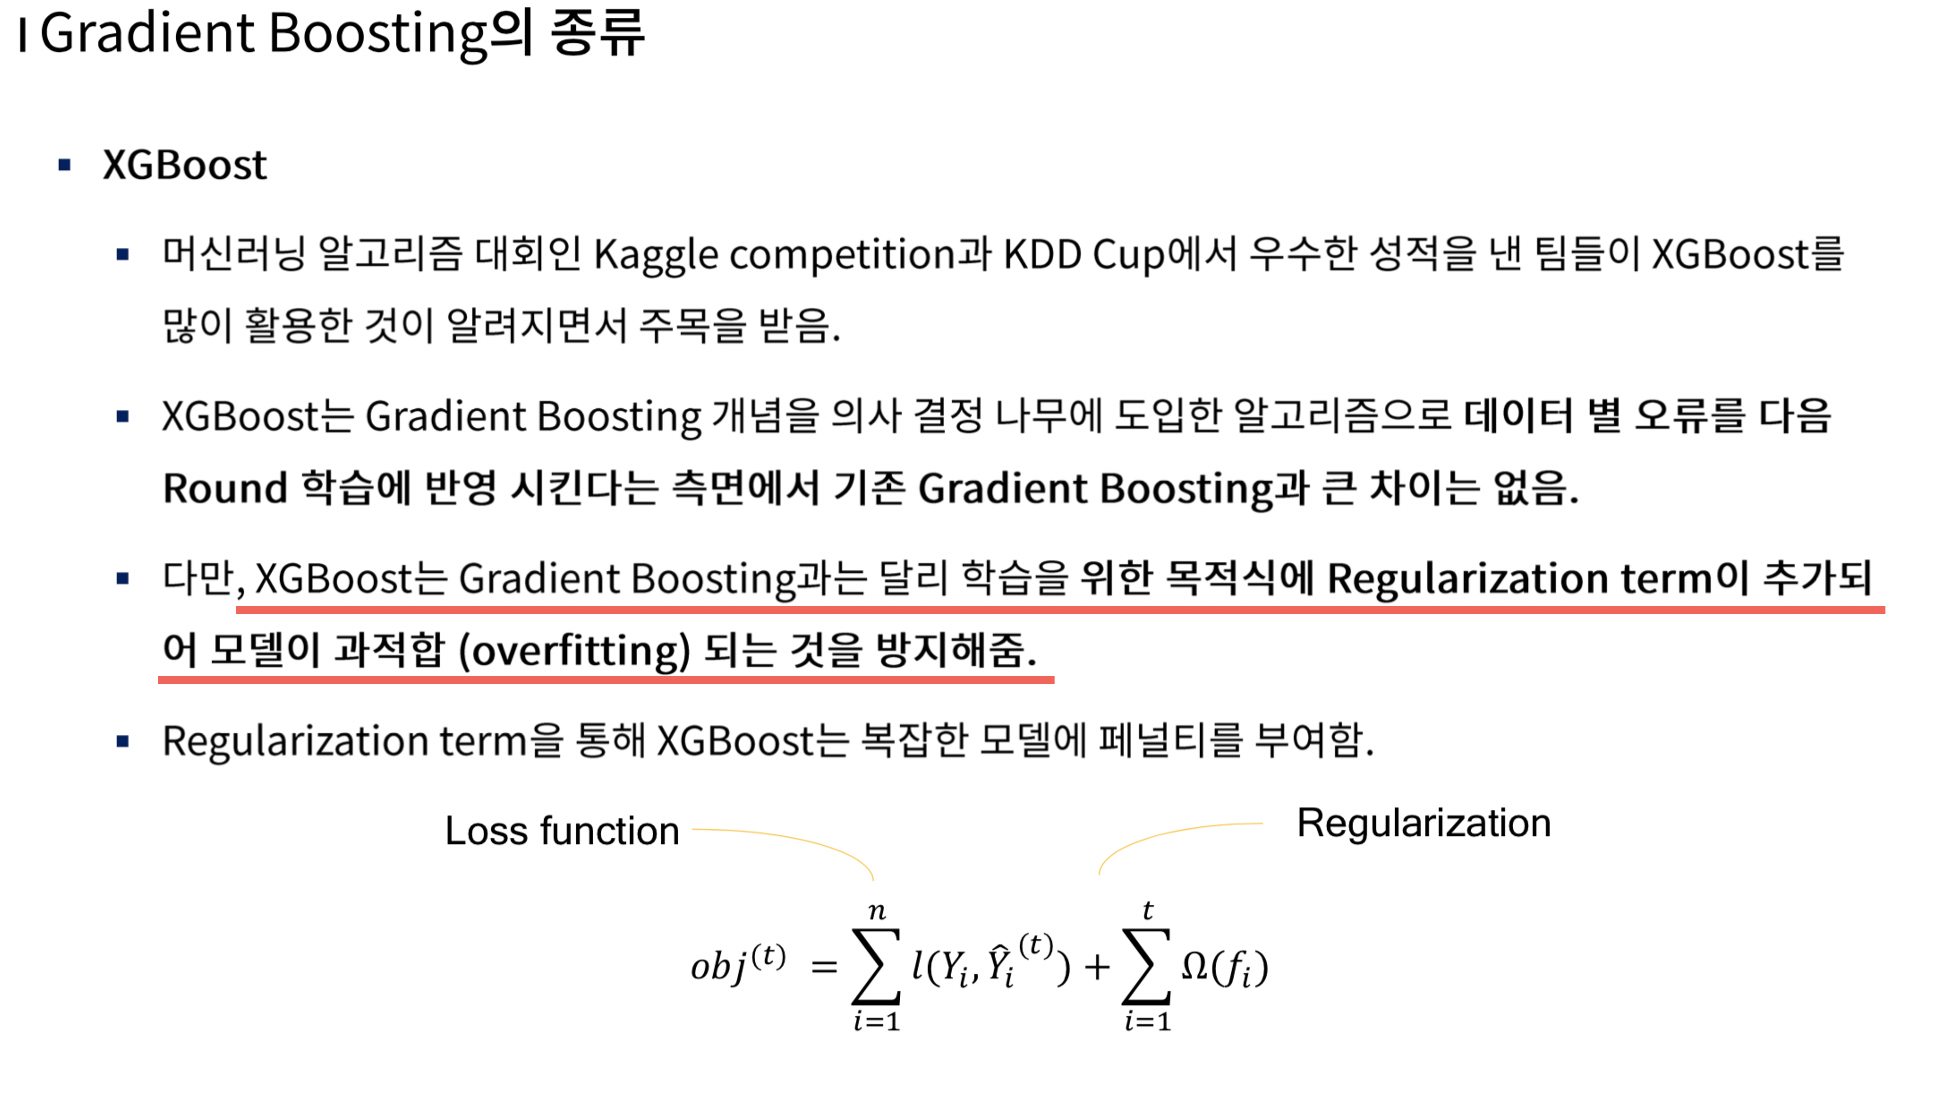 I Gradient Boosting의 종류
▪ XGBoost
▪ 머신러닝 알고리즘 대회인 Kaggle competition과 KDD Cup에서 우수한 성적을 낸 팀들이 XGBoost를
많이 활용한 것이 알려지면서 주목을 받음.
▪ XGBoost는 Gradient Boosting 개념을 의사 결정 나무에 도입한 알고리즘으로 데이터 별 오류를 다음
Round 학습에 반영 시킨다는 측면에서 기존 Gradient Boosting과 큰 차이는 없음.
▪ 다만, XGBoost는 Gradient Boosting과는 달리 학습을 위한 목적식에 Regularization term이 추가되
어 모델이 과적합 (overfitting) 되는 것을 방지해줌.
▪ Regularization term을 통해 XGBoost는 복잡한 모델에 페널티를 부여함.
Loss function Regularization
obj^{(t)} = \sum_{i=1}^{n} l(Y_i, \hat{Y}_i^{(t)}) + \sum_{i=1}^{t} Ω(f_i)